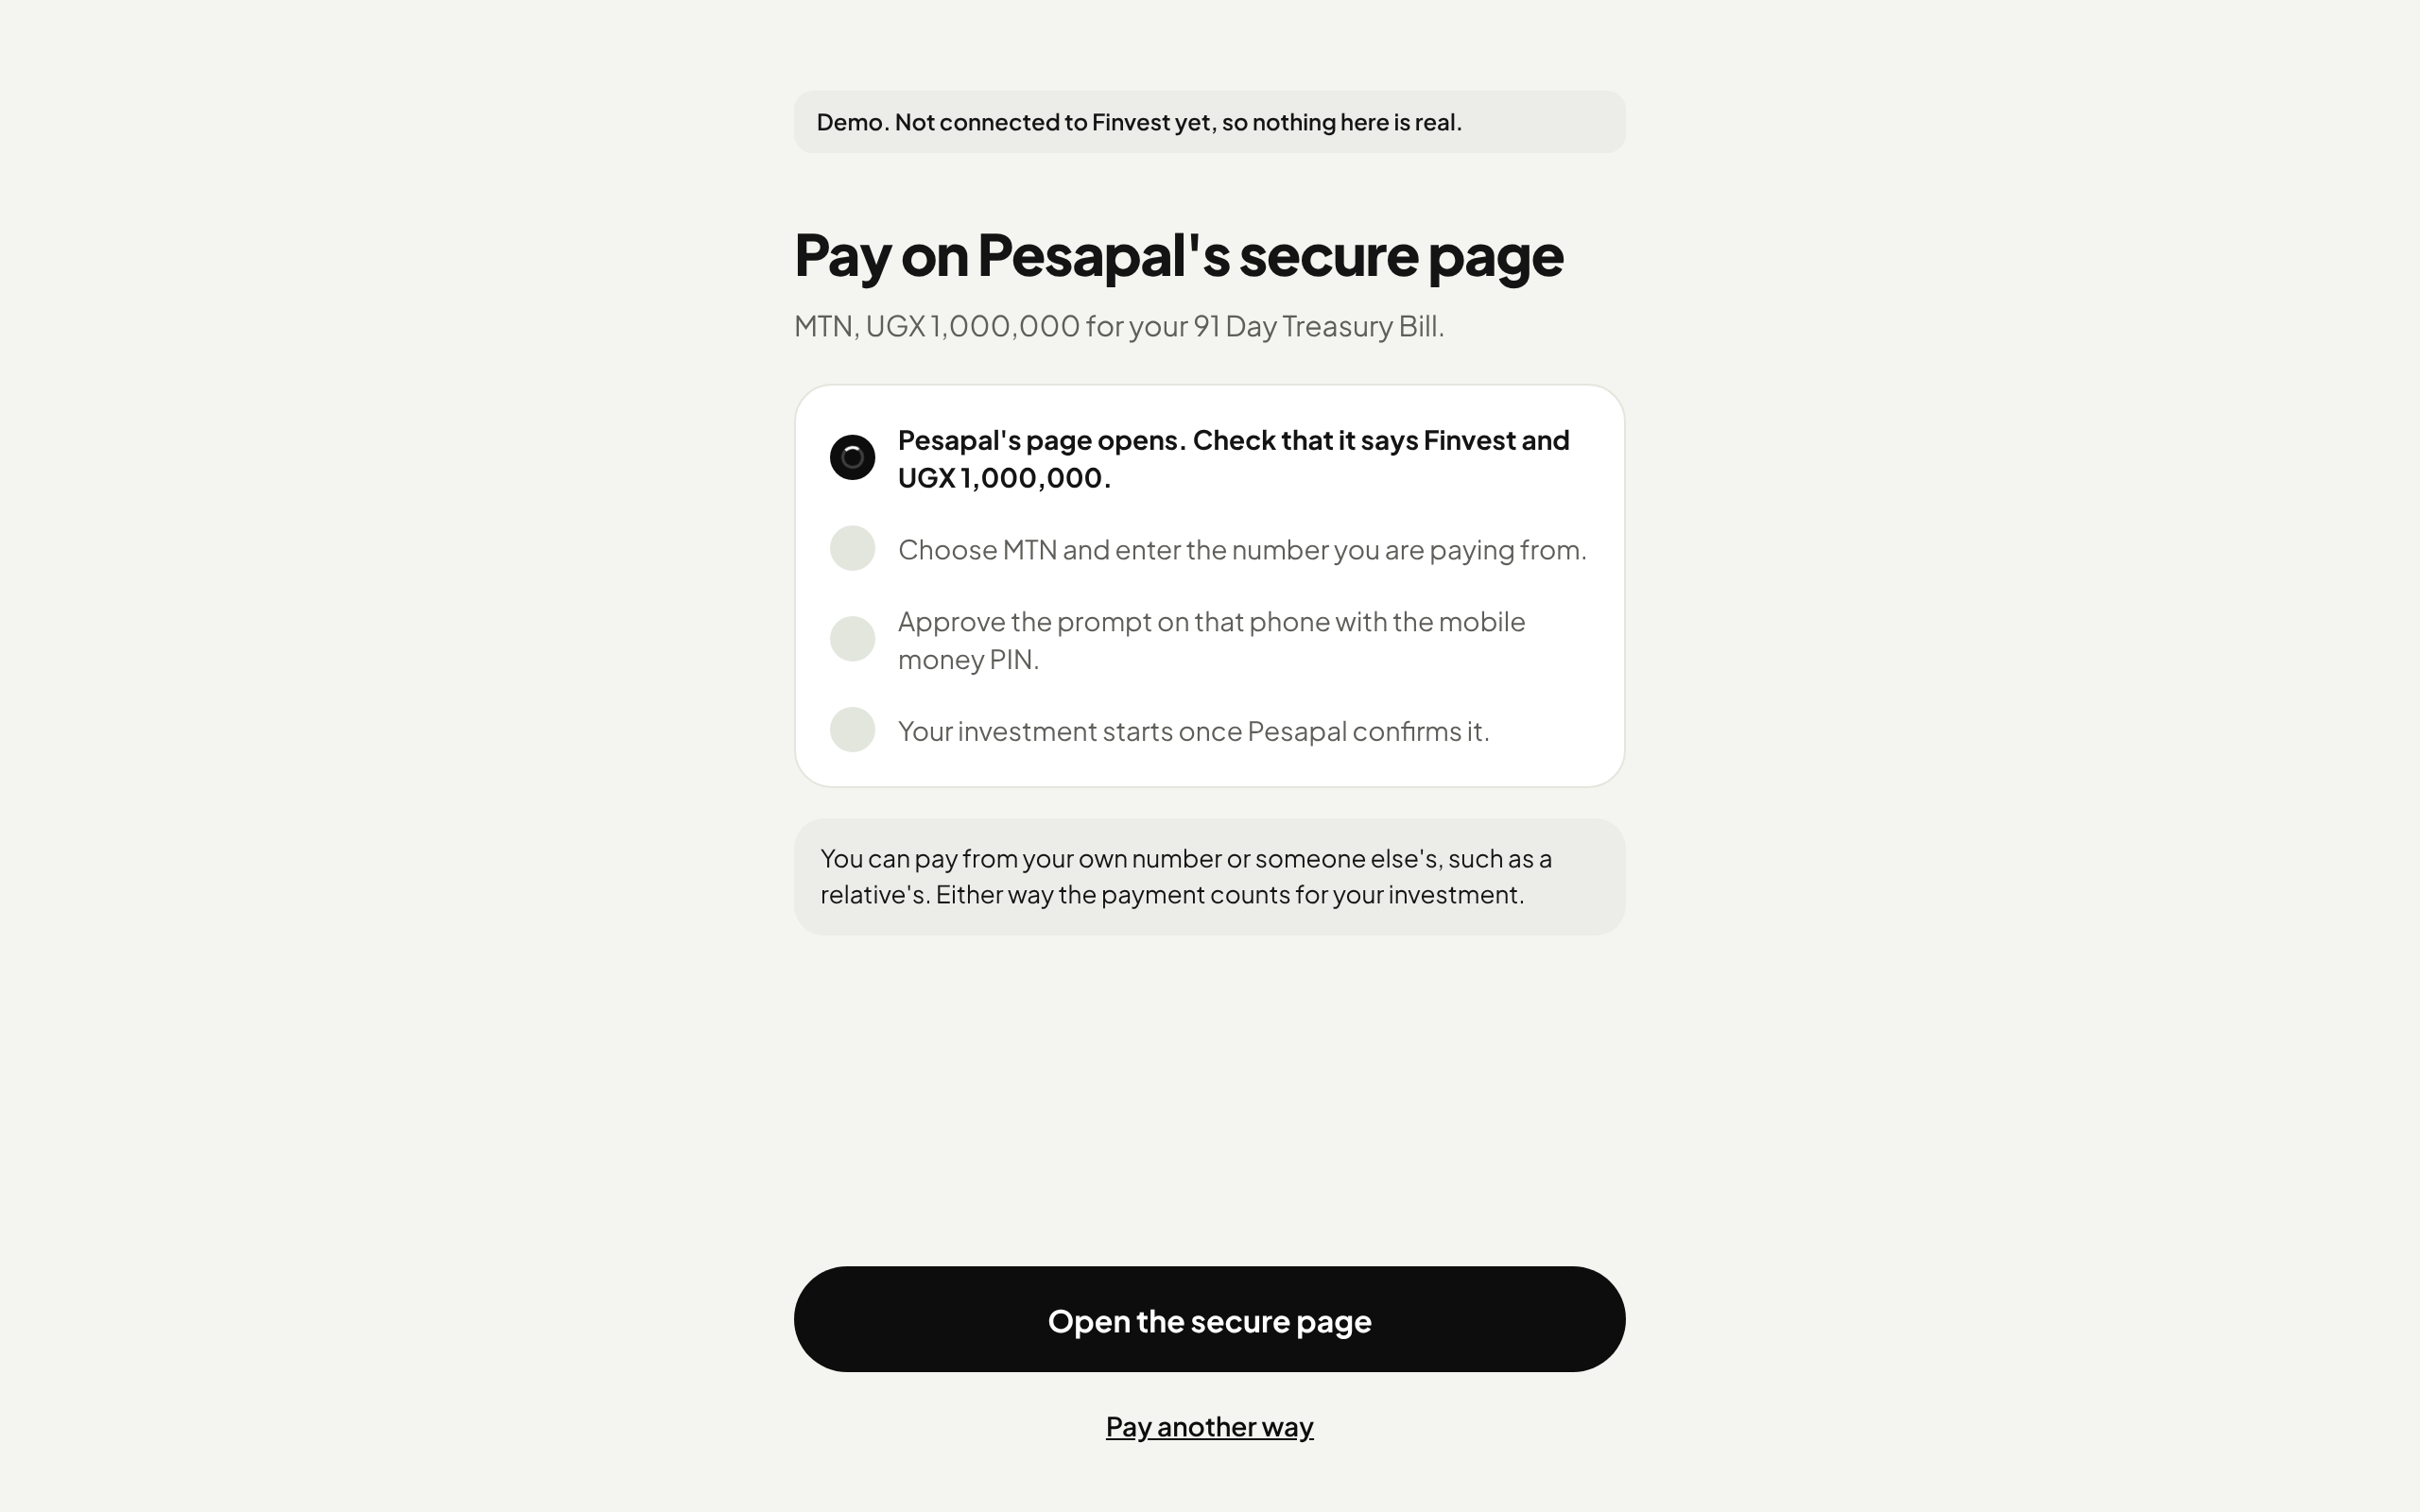 Demo. Not connected to Finvest yet, so nothing here is real.
Pay on Pesapal's secure page
MTN, UGX 1,000,000 for your 91 Day Treasury Bill.
Pesapal's page opens. Check that it says Finvest and
UGX 1,000,000.
Choose MTN and enter the number you are paying from.
Approve the prompt on that phone with the mobile
money PIN.
Your investment starts once Pesapal confirms it.
You can pay from your own number or someone else's, such as a
relative's. Either way the payment counts for your investment.
Open the secure page
Pay another way